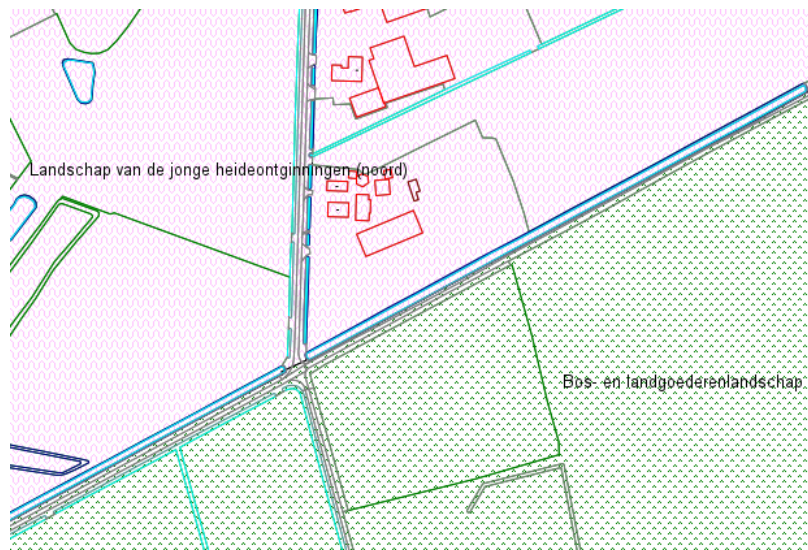 Landschap van de jonge heideontginningen (noord)
Bos- en landgoederenlandschap